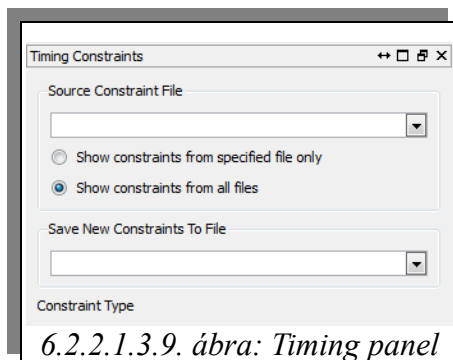 Timing Constraints
Source Constraint File
Show constraints from specified file only
Show constraints from all files
Save New Constraints To File
Constraint Type
6.2.2.1.3.9. ábra: Timing panel